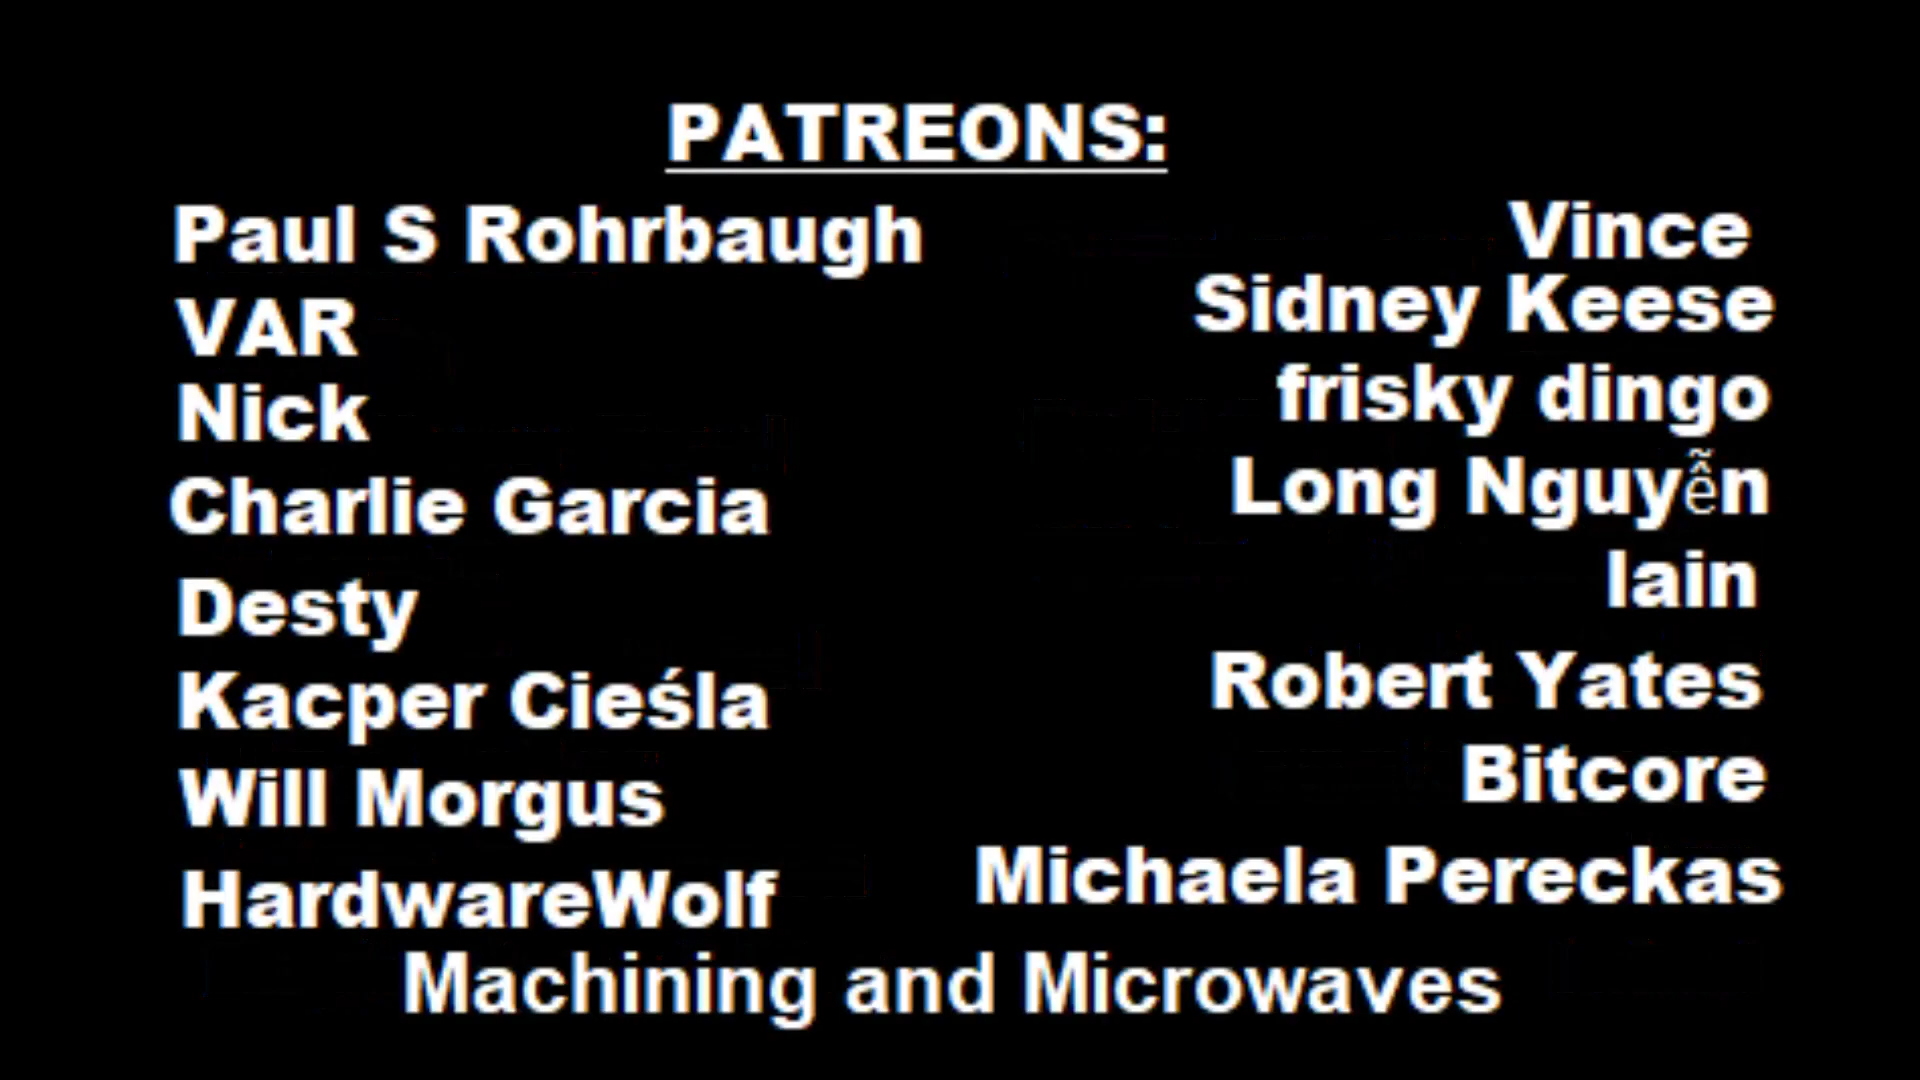 PATREONS:
Paul S Rohrbaugh
VAR
Nick
Charlie Garcia
Desty
Kacper Cieśla
Will Morgus
HardwareWolf
Vince
Sidney Keese
frisky dingo
Long Nguyễn
Iain
Robert Yates
Bitcore
Michaela Pereckas
Machining and Microwaves